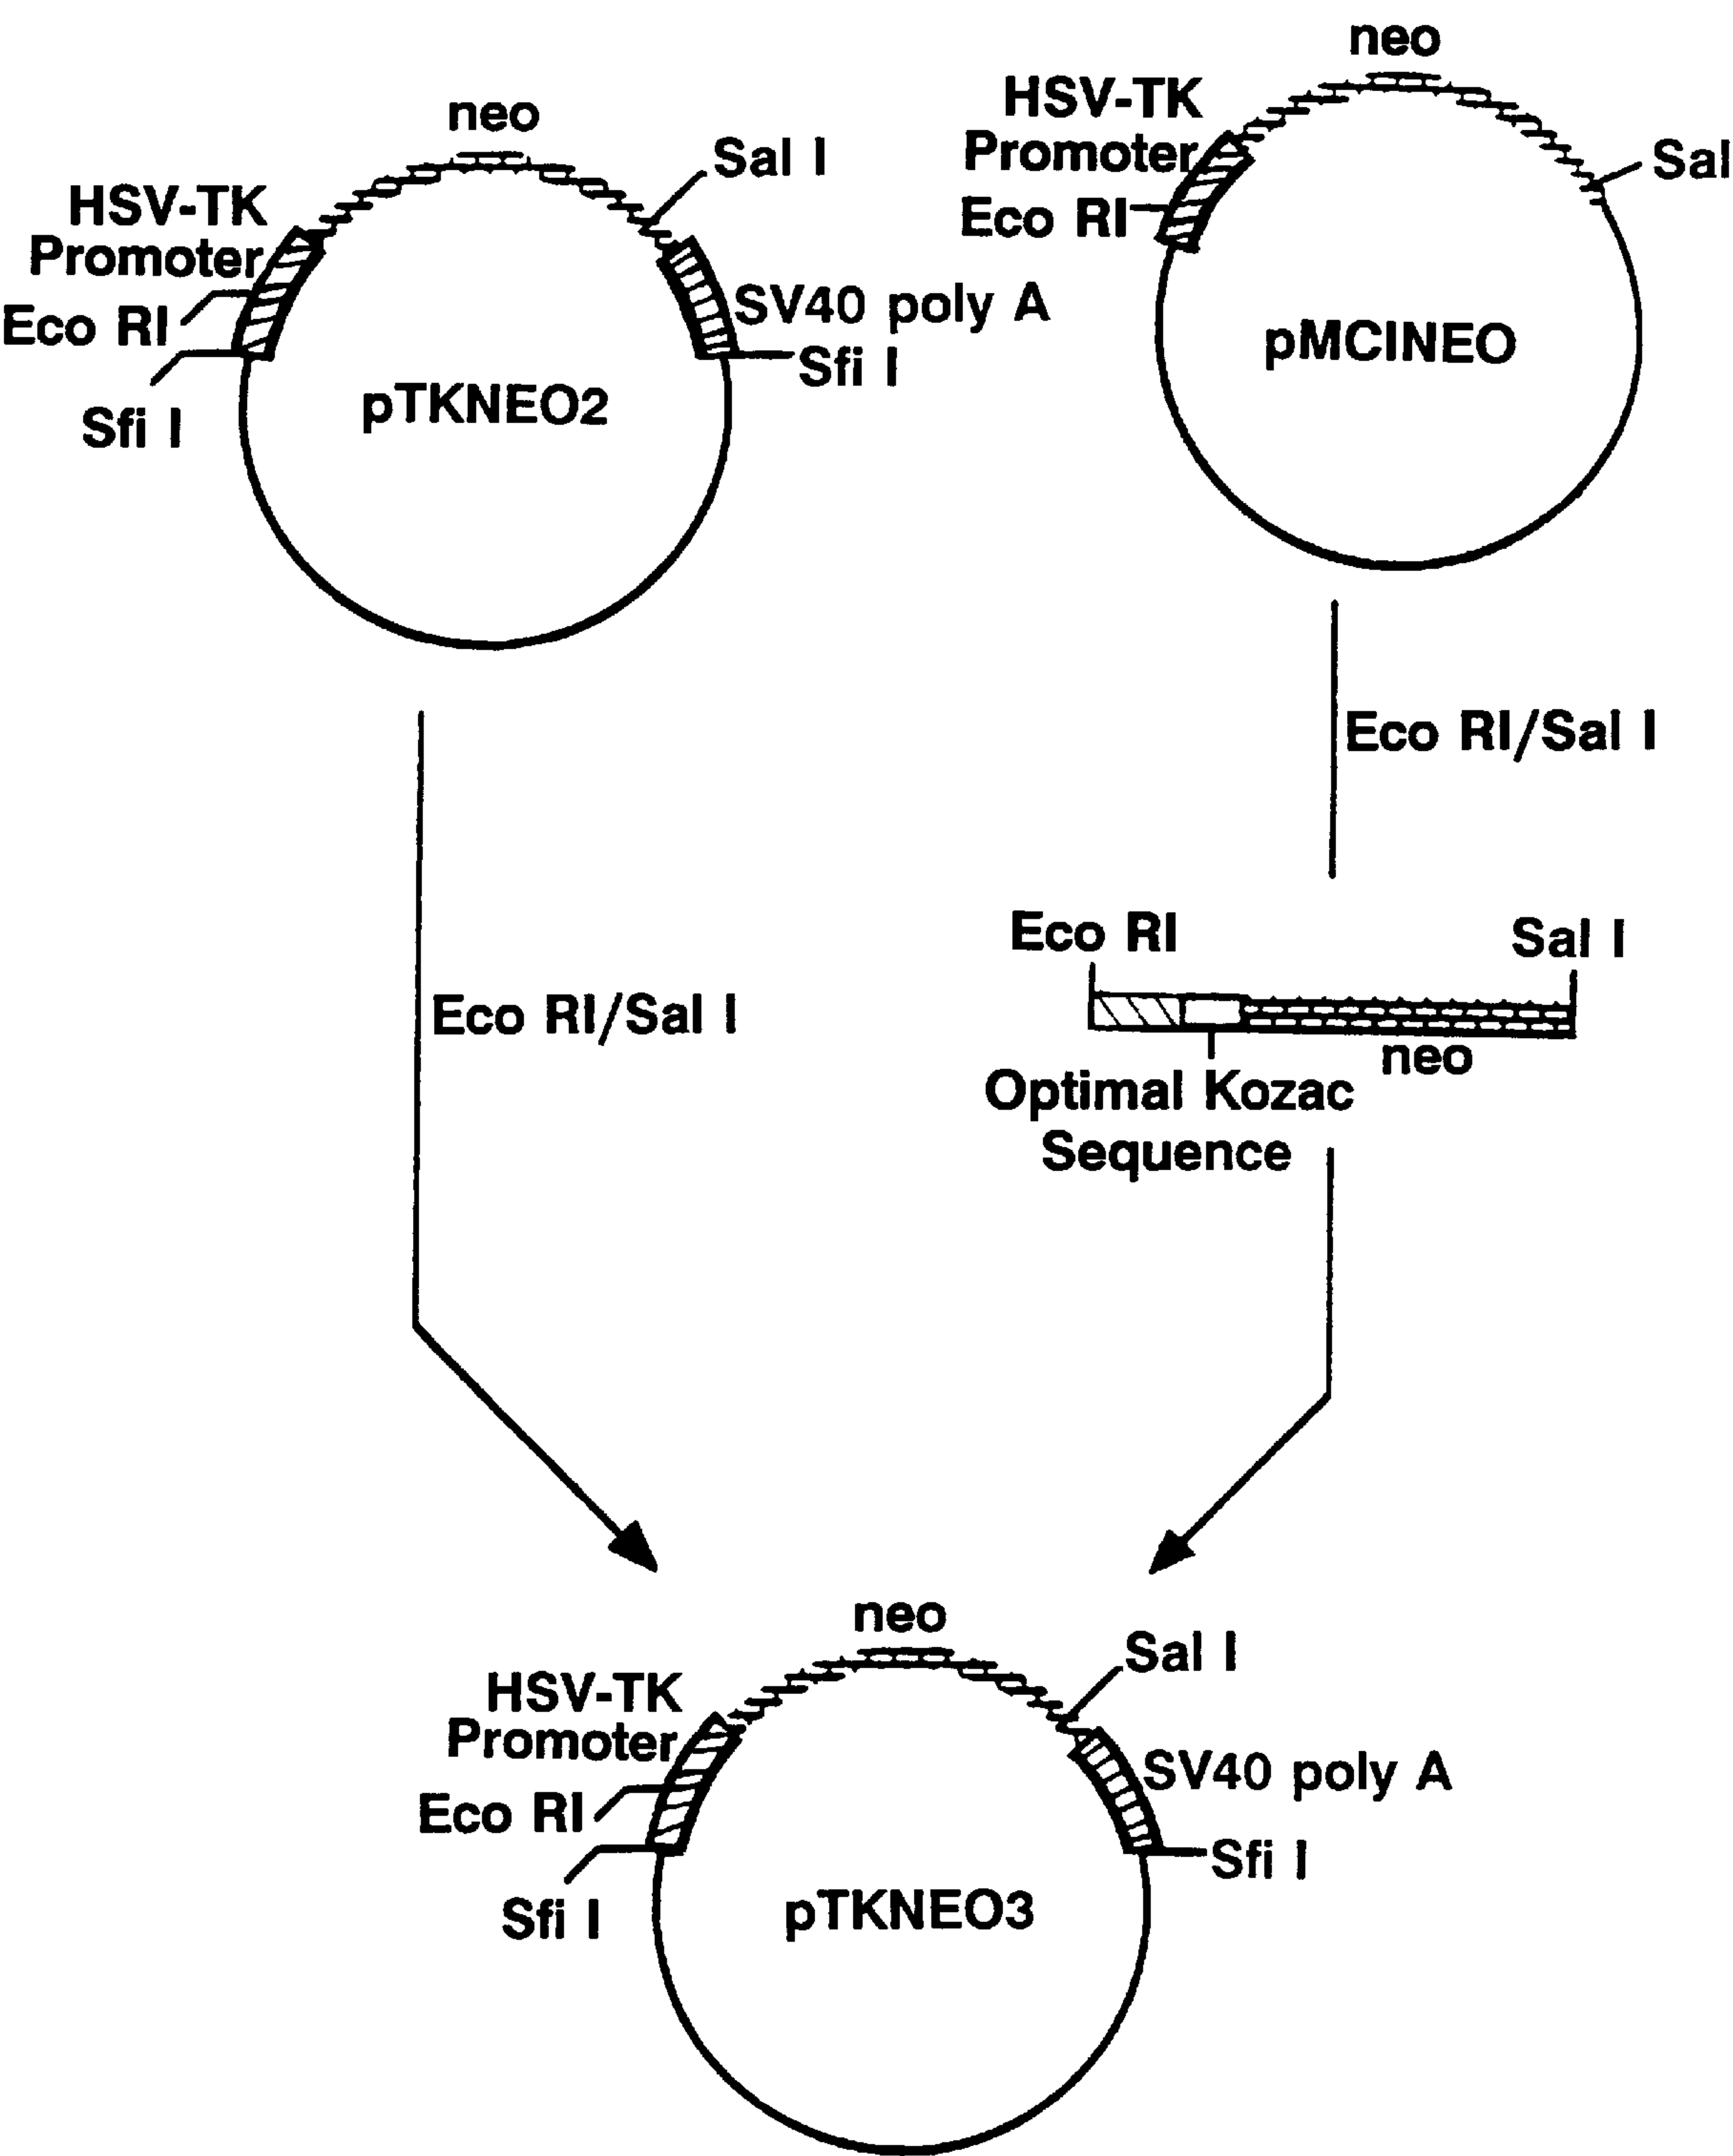 neo
HSV-TK
Promoter
Eco RI
Sfi I
Sal I
SV40 poly A
Sfi I
pTKNEO2
neo
HSV-TK
Promoter
Eco RI
Sal
pMCINEO
Eco RI/Sal I
Eco RI
Sal I
neo
Optimal Kozac
Sequence
Eco RI/Sal I
neo
HSV-TK
Promoter
Eco RI
Sfi I
Sal I
SV40 poly A
Sfi I
pTKNEO3